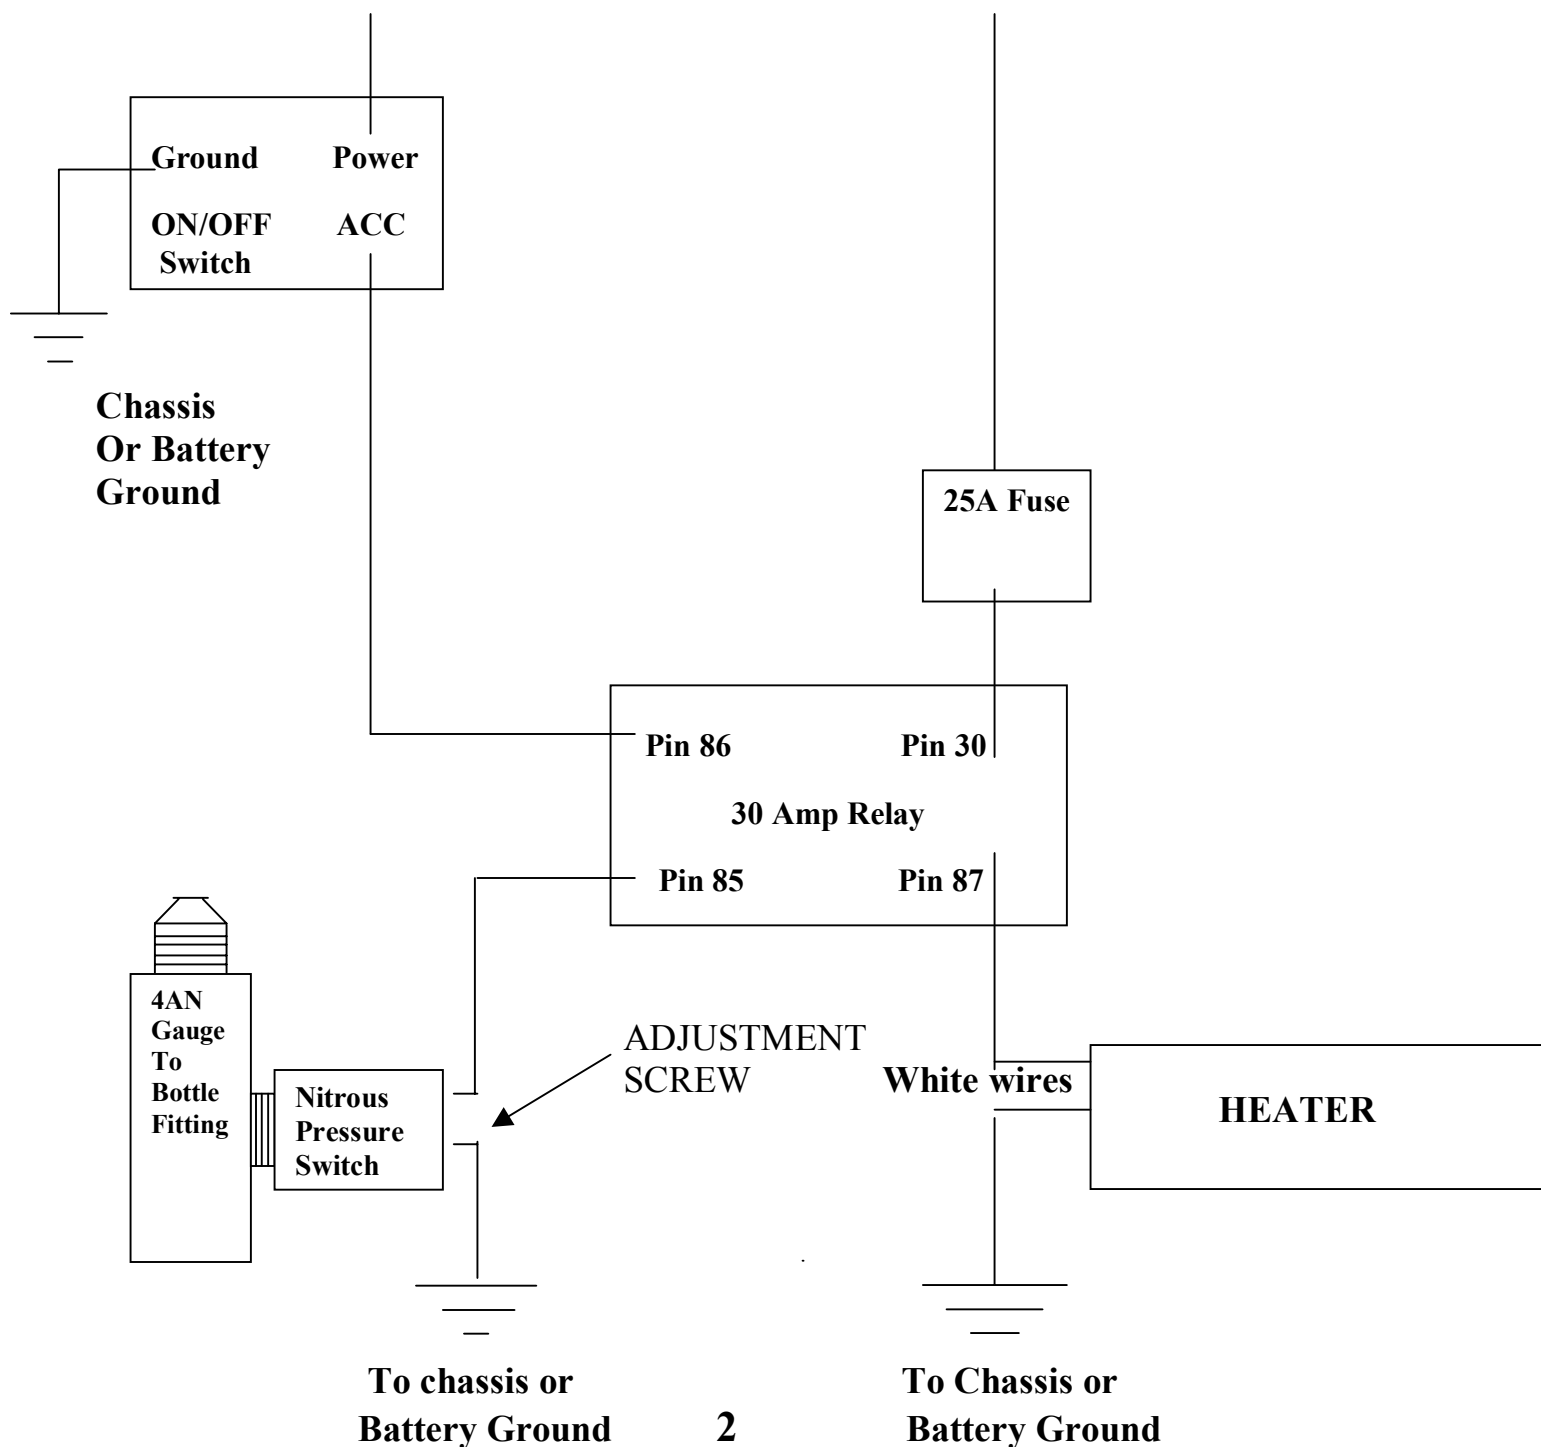 Ground Power
ON/OFF ACC
Switch
Chassis
Or Battery
Ground
25A Fuse
Pin 86 Pin 30
30 Amp Relay
Pin 85 Pin 87
4AN
Gauge
To
Bottle
Fitting
Nitrous
Pressure
Switch
ADJUSTMENT
SCREW
White wires
HEATER
To chassis or
Battery Ground
2
To Chassis or
Battery Ground